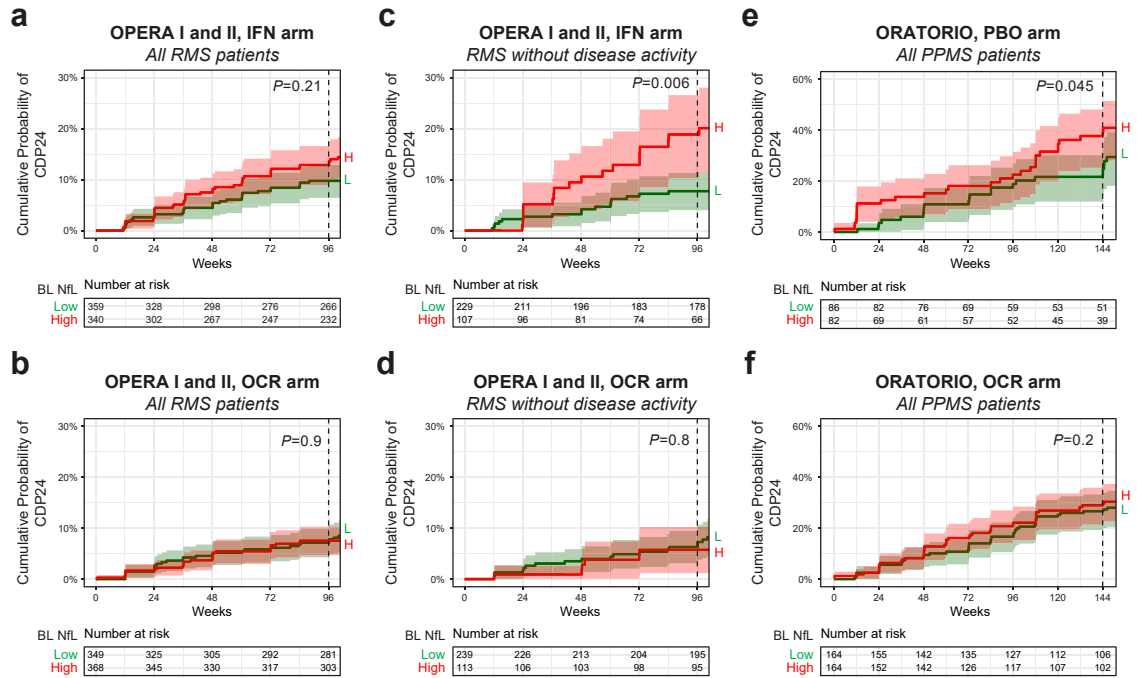 a
OPERA I and II, IFN arm
All RMS patients
Cumulative Probability of
CDP24
30%
20%
10%
0%
P=0.21
H
L
0 24 48 72 96
Weeks
BL NfL Number at risk
Low 359 328 298 276 266
High 340 302 267 247 232
c
OPERA I and II, IFN arm
RMS without disease activity
Cumulative Probability of
CDP24
30%
20%
10%
0%
P=0.006
H
L
0 24 48 72 96
Weeks
BL NfL Number at risk
Low 229 211 196 183 178
High 107 96 81 74 66
e
ORATORIO, PBO arm
All PPMS patients
Cumulative Probability of
CDP24
60%
40%
20%
0%
P=0.045
H
L
0 24 48 72 96 120 144
Weeks
BL NfL Number at risk
Low 86 82 76 69 59 53 51
High 82 69 61 57 52 45 39
b
OPERA I and II, OCR arm
All RMS patients
Cumulative Probability of
CDP24
30%
20%
10%
0%
P=0.9
L
H
0 24 48 72 96
Weeks
BL NfL Number at risk
Low 349 325 305 292 281
High 368 345 330 317 303
d
OPERA I and II, OCR arm
RMS without disease activity
Cumulative Probability of
CDP24
30%
20%
10%
0%
P=0.8
L
H
0 24 48 72 96
Weeks
BL NfL Number at risk
Low 239 226 213 204 195
High 113 106 103 98 95
f
ORATORIO, OCR arm
All PPMS patients
Cumulative Probability of
CDP24
60%
40%
20%
0%
P=0.2
H
L
0 24 48 72 96 120 144
Weeks
BL NfL Number at risk
Low 164 155 142 135 127 112 106
High 164 152 142 126 117 107 102